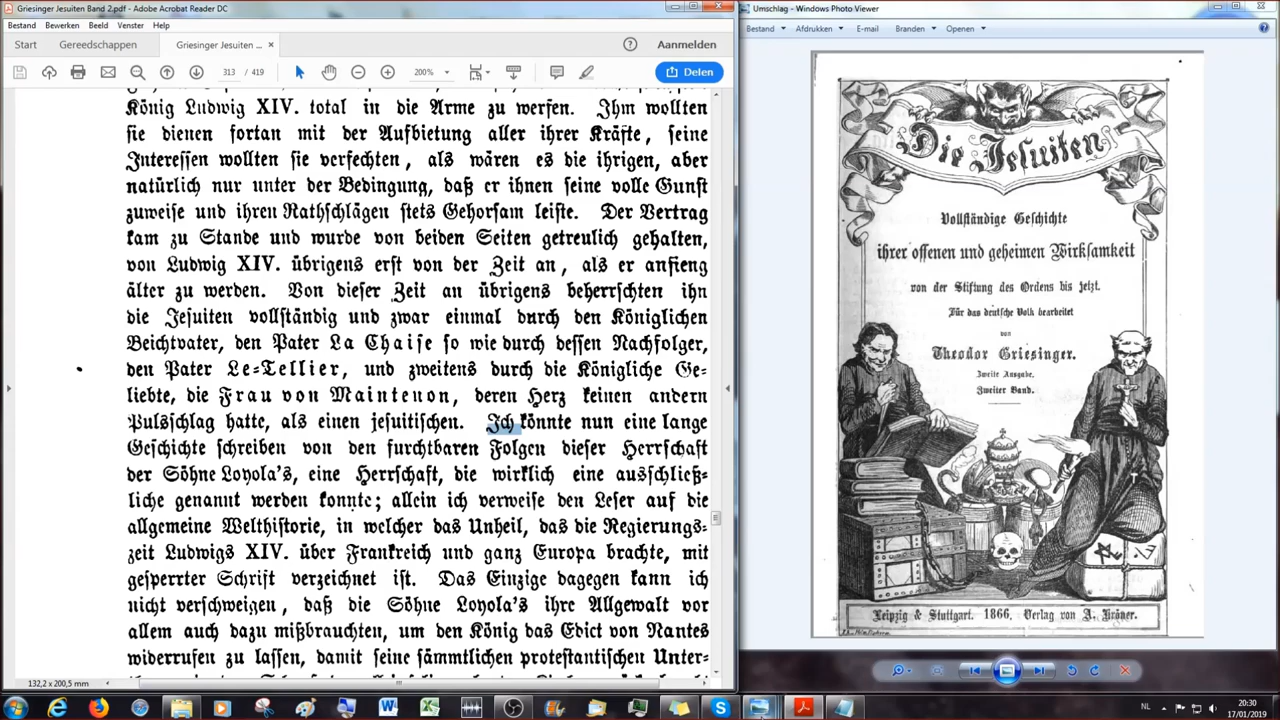 Griesinger Jesuiten Band 2.pdf - Adobe Acrobat Reader DC
Bestand Bewerken Beeld Venster Help
Start Gereedschappen Griesinger Jesuiten ... × ? Aanmelden
313 / 419 200% Delen
König Ludwig XIV. total in die Arme zu werfen. Ihm wollten
sie dienen fortan mit der Aufbietung aller ihrer Kräfte, seine
Interessen wollten sie verfechten, als wären es die ihrigen, aber
natürlich nur unter der Bedingung, daß er ihnen seine volle Gunst
zuweise und ihren Rathschlägen stets Gehorsam leiste. Der Vertrag
kam zu Stande und wurde von beiden Seiten getreulich gehalten,
von Ludwig XIV. übrigens erst von der Zeit an, als er anfieng
älter zu werden. Von dieser Zeit an übrigens beherrschten ihn
die Jesuiten vollständig und zwar einmal durch den Königlichen
Beichtvater, den Pater La Chaise so wie durch dessen Nachfolger,
den Pater Le-Tellier, und zweitens durch die Königliche Ge-
liebte, die Frau von Maintenon, deren Herz keinen andern
Pulsschlag hatte, als einen jesuitischen. Ich könnte nun eine lange
Geschichte schreiben von den furchtbaren Folgen dieser Herrschaft
der Söhne Loyola's, eine Herrschaft, die wirklich eine ausschließ-
liche genannt werden konnte; allein ich verweise den Leser auf die
allgemeine Welthistorie, in welcher das Unheil, das die Regierungs-
zeit Ludwigs XIV. über Frankreich und ganz Europa brachte, mit
gesperrter Schrift verzeichnet ist. Das Einzige dagegen kann ich
nicht verschweigen, daß die Söhne Loyola's ihre Allgewalt vor
allem auch dazu mißbrauchten, um den König das Edict von Nantes
widerrufen zu lassen, damit seine sämmtlichen protestantischen Unter-
132,2 x 200,5 mm
Umschlag - Windows Photo Viewer
Bestand Afdrukken E-mail Branden Openen
Die Jesuiten
Vollständige Geschichte
ihrer offenen und geheimen Wirksamkeit
von der Stiftung des Ordens bis jetzt.
Für das deutsche Volk bearbeitet
von
Theodor Griesinger.
Zweite Ausgabe.
Zweiter Band.
Leipzig & Stuttgart. 1866. Verlag von A. Kröner.
NL 20:30
17/01/2019